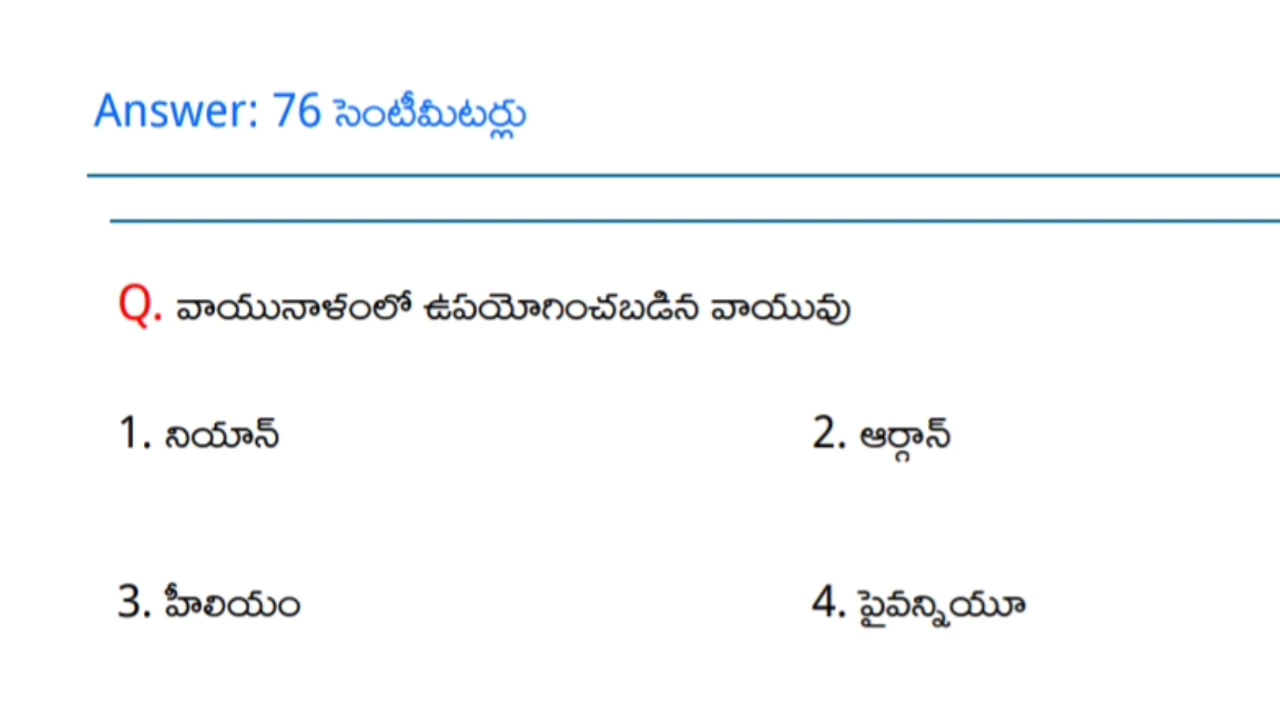 Answer: 76 సెంటీమీటర్లు
Q. వాయునాళంలో ఉపయోగించబడిన వాయువు
1. నియాన్ 2. ఆర్గాన్
3. హీలియం 4. పైవన్నియూ